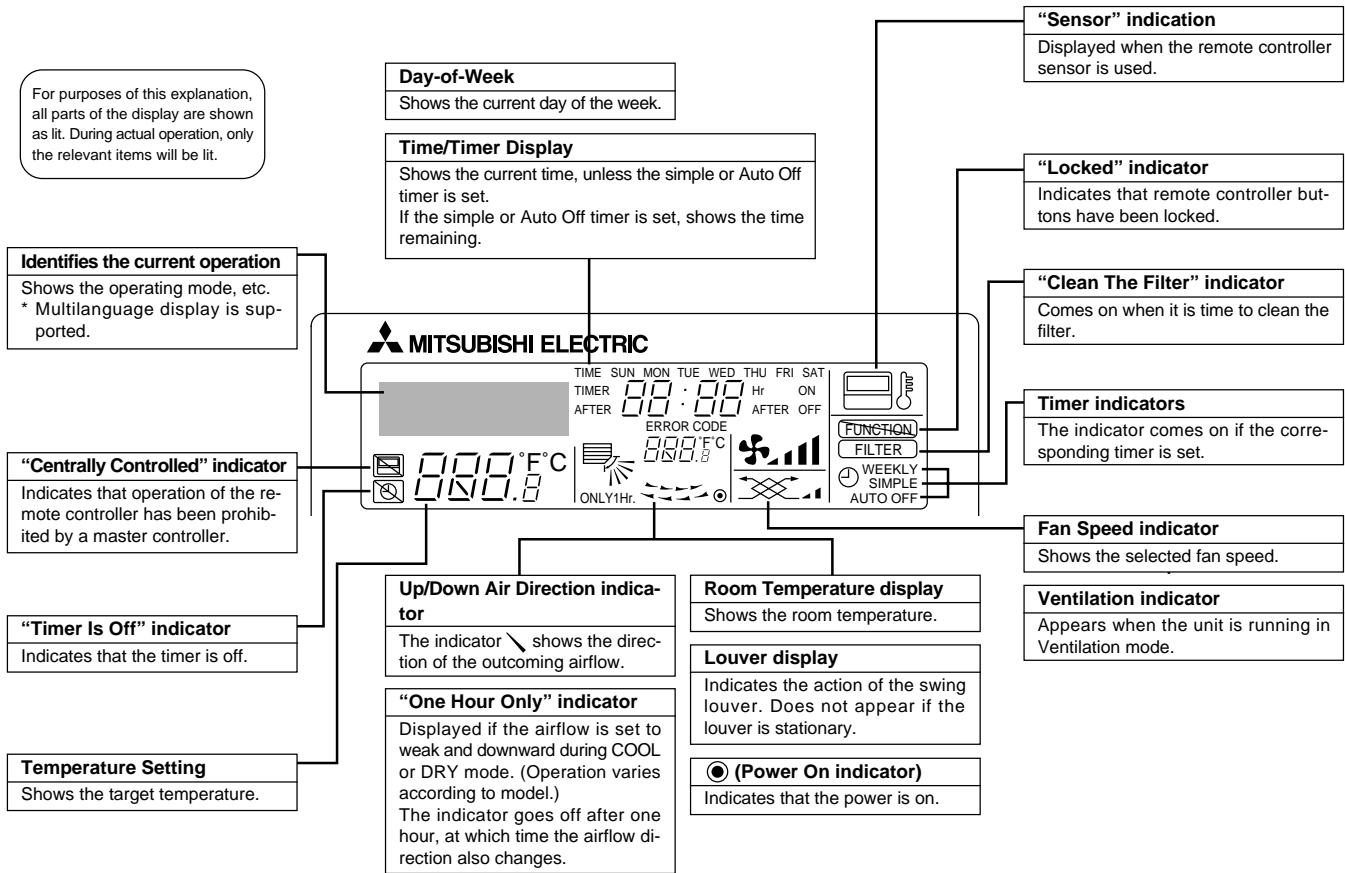 For purposes of this explanation,
all parts of the display are shown
as lit. During actual operation, only
the relevant items will be lit.
Day-of-Week
Shows the current day of the week.
Time/Timer Display
Shows the current time, unless the simple or Auto Off
timer is set.
If the simple or Auto Off timer is set, shows the time
remaining.
“Sensor” indication
Displayed when the remote controller
sensor is used.
“Locked” indicator
Indicates that remote controller but-
tons have been locked.
“Clean The Filter” indicator
Comes on when it is time to clean the
filter.
Timer indicators
The indicator comes on if the corre-
sponding timer is set.
Fan Speed indicator
Shows the selected fan speed.
Ventilation indicator
Appears when the unit is running in
Ventilation mode.
Identifies the current operation
Shows the operating mode, etc.
* Multilanguage display is sup-
ported.
“Centrally Controlled” indicator
Indicates that operation of the re-
mote controller has been prohib-
ited by a master controller.
“Timer Is Off” indicator
Indicates that the timer is off.
Temperature Setting
Shows the target temperature.
MITSUBISHI ELECTRIC
TIME SUN MON TUE WED THU FRI SAT
TIMER 88:88 Hr ON
AFTER AFTER OFF
ERROR CODE
888.8 °F°C
888.8 °F°C
ONLY1Hr.
FUNCTION
FILTER
WEEKLY
SIMPLE
AUTO OFF
Up/Down Air Direction indica-
tor
The indicator shows the direc-
tion of the outcoming airflow.
“One Hour Only” indicator
Displayed if the airflow is set to
weak and downward during COOL
or DRY mode. (Operation varies
according to model.)
The indicator goes off after one
hour, at which time the airflow di-
rection also changes.
Room Temperature display
Shows the room temperature.
Louver display
Indicates the action of the swing
louver. Does not appear if the
louver is stationary.
(Power On indicator)
Indicates that the power is on.